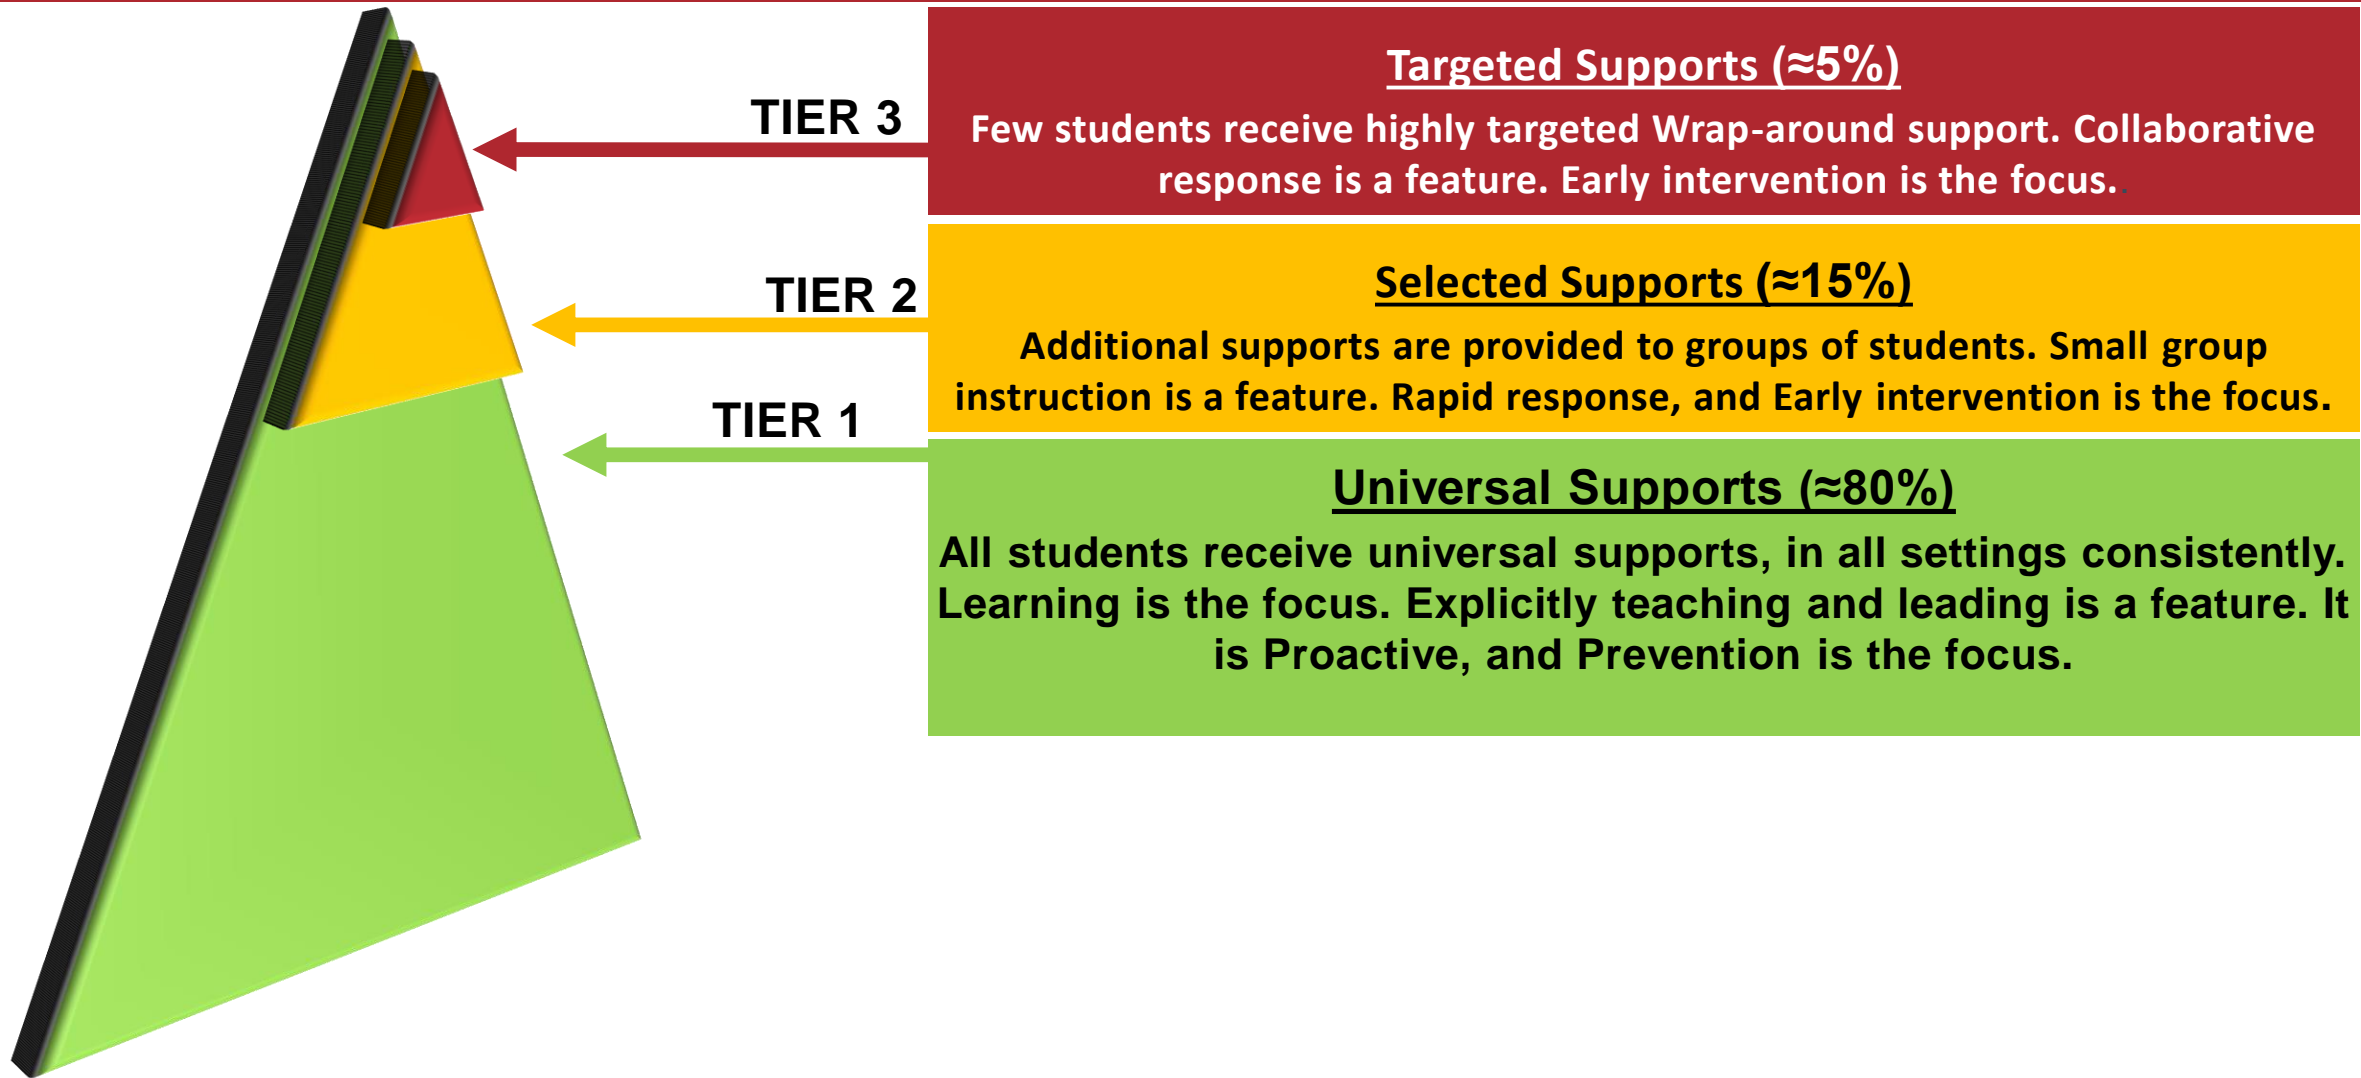 TIER 3
Targeted Supports (≈5%)
Few students receive highly targeted Wrap-around support. Collaborative
response is a feature. Early intervention is the focus..
TIER 2
Selected Supports (≈15%)
Additional supports are provided to groups of students. Small group
instruction is a feature. Rapid response, and Early intervention is the focus.
TIER 1
Universal Supports (≈80%)
All students receive universal supports, in all settings consistently.
Learning is the focus. Explicitly teaching and leading is a feature. It
is Proactive, and Prevention is the focus.